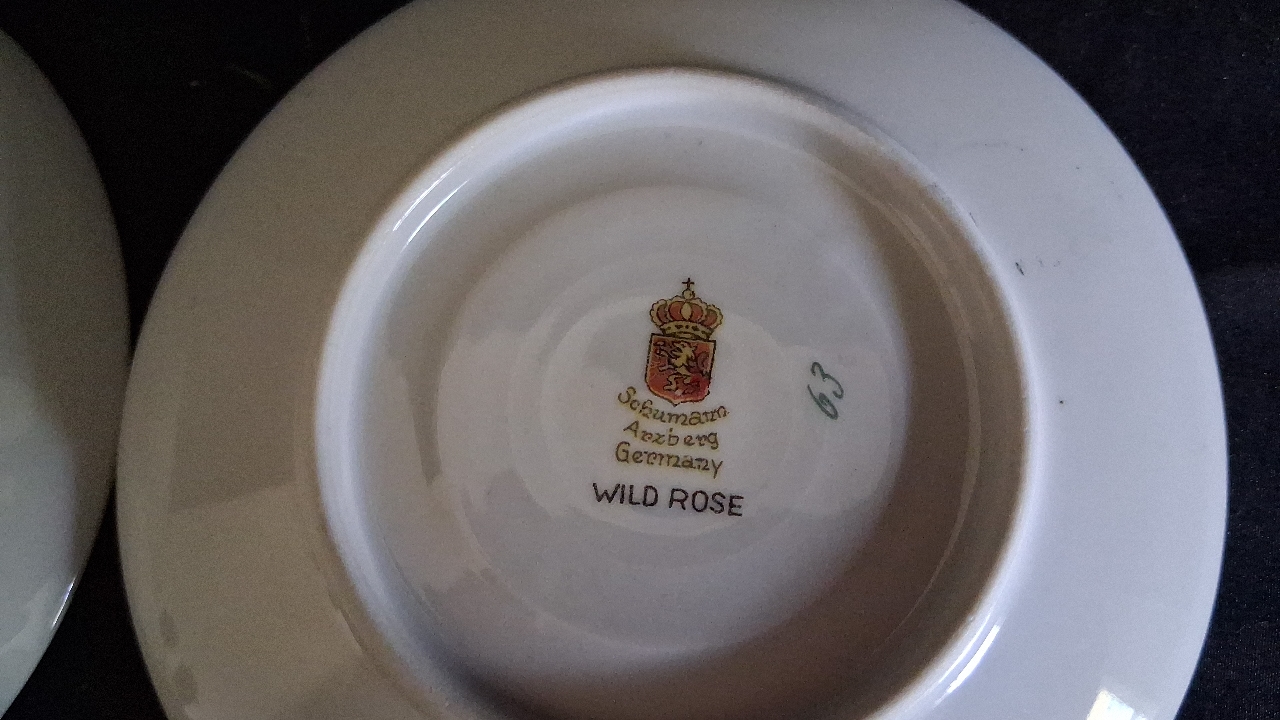 Schumann
Arzberg
Germany
WILD ROSE
63